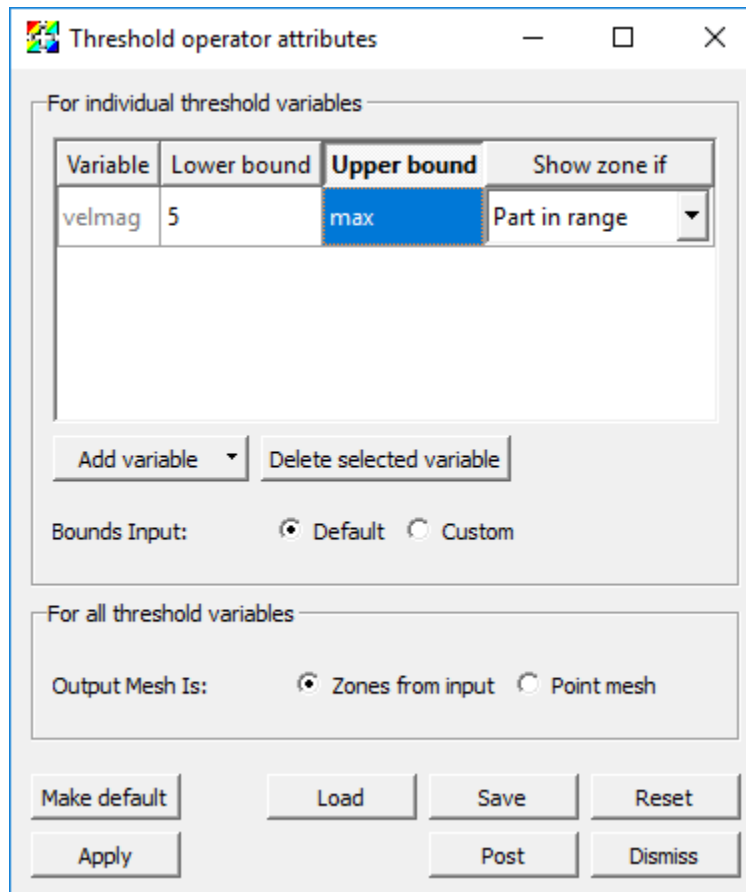 Threshold operator attributes
For individual threshold variables
Variable Lower bound Upper bound Show zone if
velmag 5 max Part in range
Add variable Delete selected variable
Bounds Input: Default Custom
For all threshold variables
Output Mesh Is: Zones from input Point mesh
Make default Load Save Reset
Apply Post Dismiss